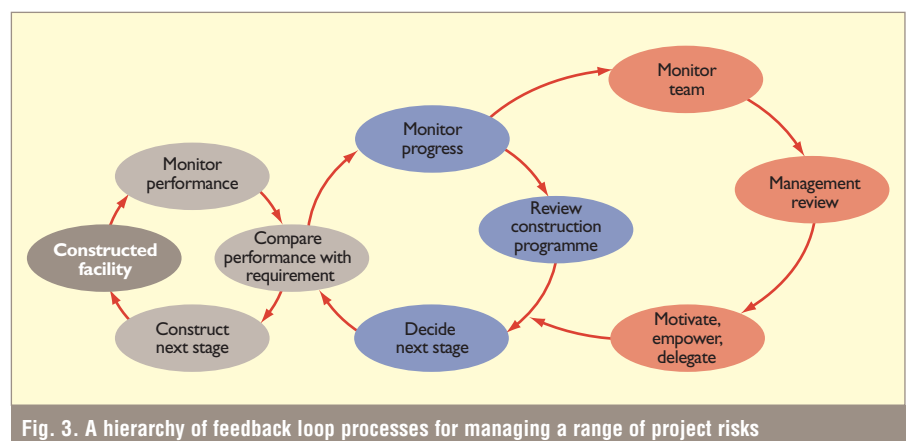 Monitor
team
Monitor
progress
Monitor
performance
Management
review
Review
construction
programme
Constructed
facility
Compare
performance with
requirement
Construct
next stage
Decide
next stage
Motivate,
empower,
delegate
Fig. 3. A hierarchy of feedback loop processes for managing a range of project risks